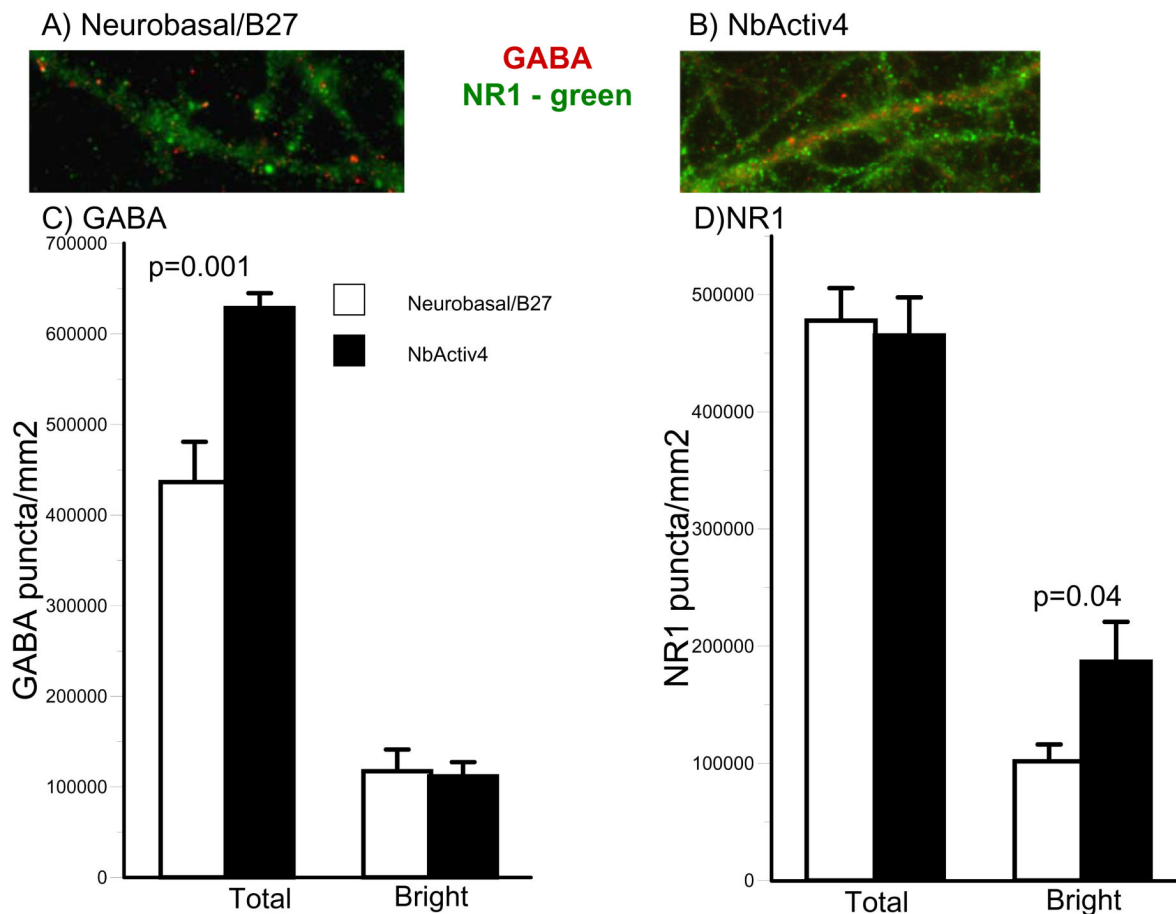 A) Neurobasal/B27
B) NbActiv4
GABA
NR1 - green
C) GABA
700000
600000
500000
400000
300000
200000
100000
0
GABA puncta/mm2
p=0.001
Neurobasal/B27
NbActiv4
Total
Bright
D)NR1
500000
400000
300000
200000
100000
0
NR1 puncta/mm2
p=0.04
Total
Bright